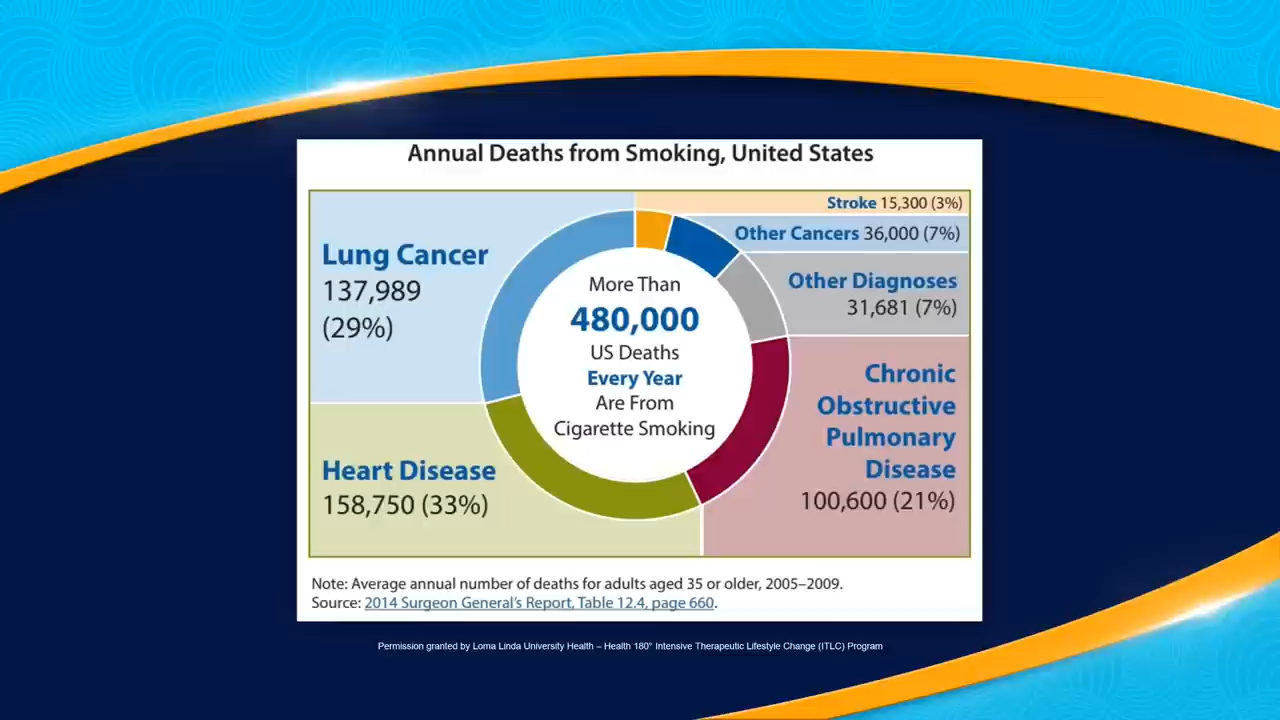 Annual Deaths from Smoking, United States
Stroke 15,300 (3%)
Other Cancers 36,000 (7%)
Other Diagnoses
31,681 (7%)
Chronic
Obstructive
Pulmonary
Disease
100,600 (21%)
Lung Cancer
137,989
(29%)
Heart Disease
158,750 (33%)
More Than
480,000
US Deaths
Every Year
Are From
Cigarette Smoking
Note: Average annual number of deaths for adults aged 35 or older, 2005–2009.
Source: 2014 Surgeon General's Report, Table 12.4, page 660.
Permission granted by Loma Linda University Health – Health 180° Intensive Therapeutic Lifestyle Change (ITLC) Program